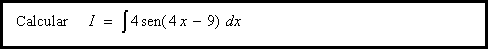 Calcular I = ∫ 4 sen( 4 x − 9) dx